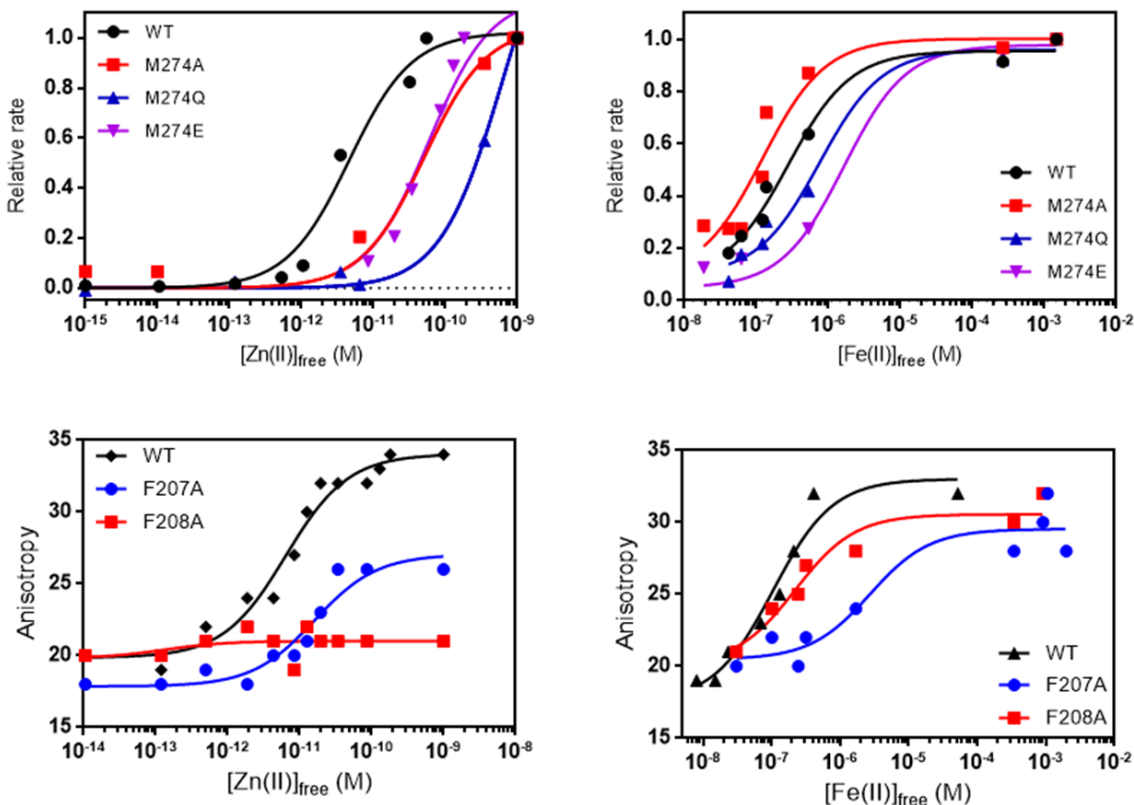 Relative rate
1.0
0.8
0.6
0.4
0.2
0.0
WT
M274A
M274Q
M274E
10-15 10-14 10-13 10-12 10-11 10-10 10-9
[Zn(II)]free (M)
Relative rate
1.0
0.8
0.6
0.4
0.2
0.0
WT
M274A
M274Q
M274E
10-8 10-7 10-6 10-5 10-4 10-3 10-2
[Fe(II)]free (M)
Anisotropy
35
30
25
20
15
WT
F207A
F208A
10-14 10-13 10-12 10-11 10-10 10-9 10-8
[Zn(II)]free (M)
Anisotropy
35
30
25
20
15
WT
F207A
F208A
10-8 10-7 10-6 10-5 10-4 10-3 10-2
[Fe(II)]free (M)